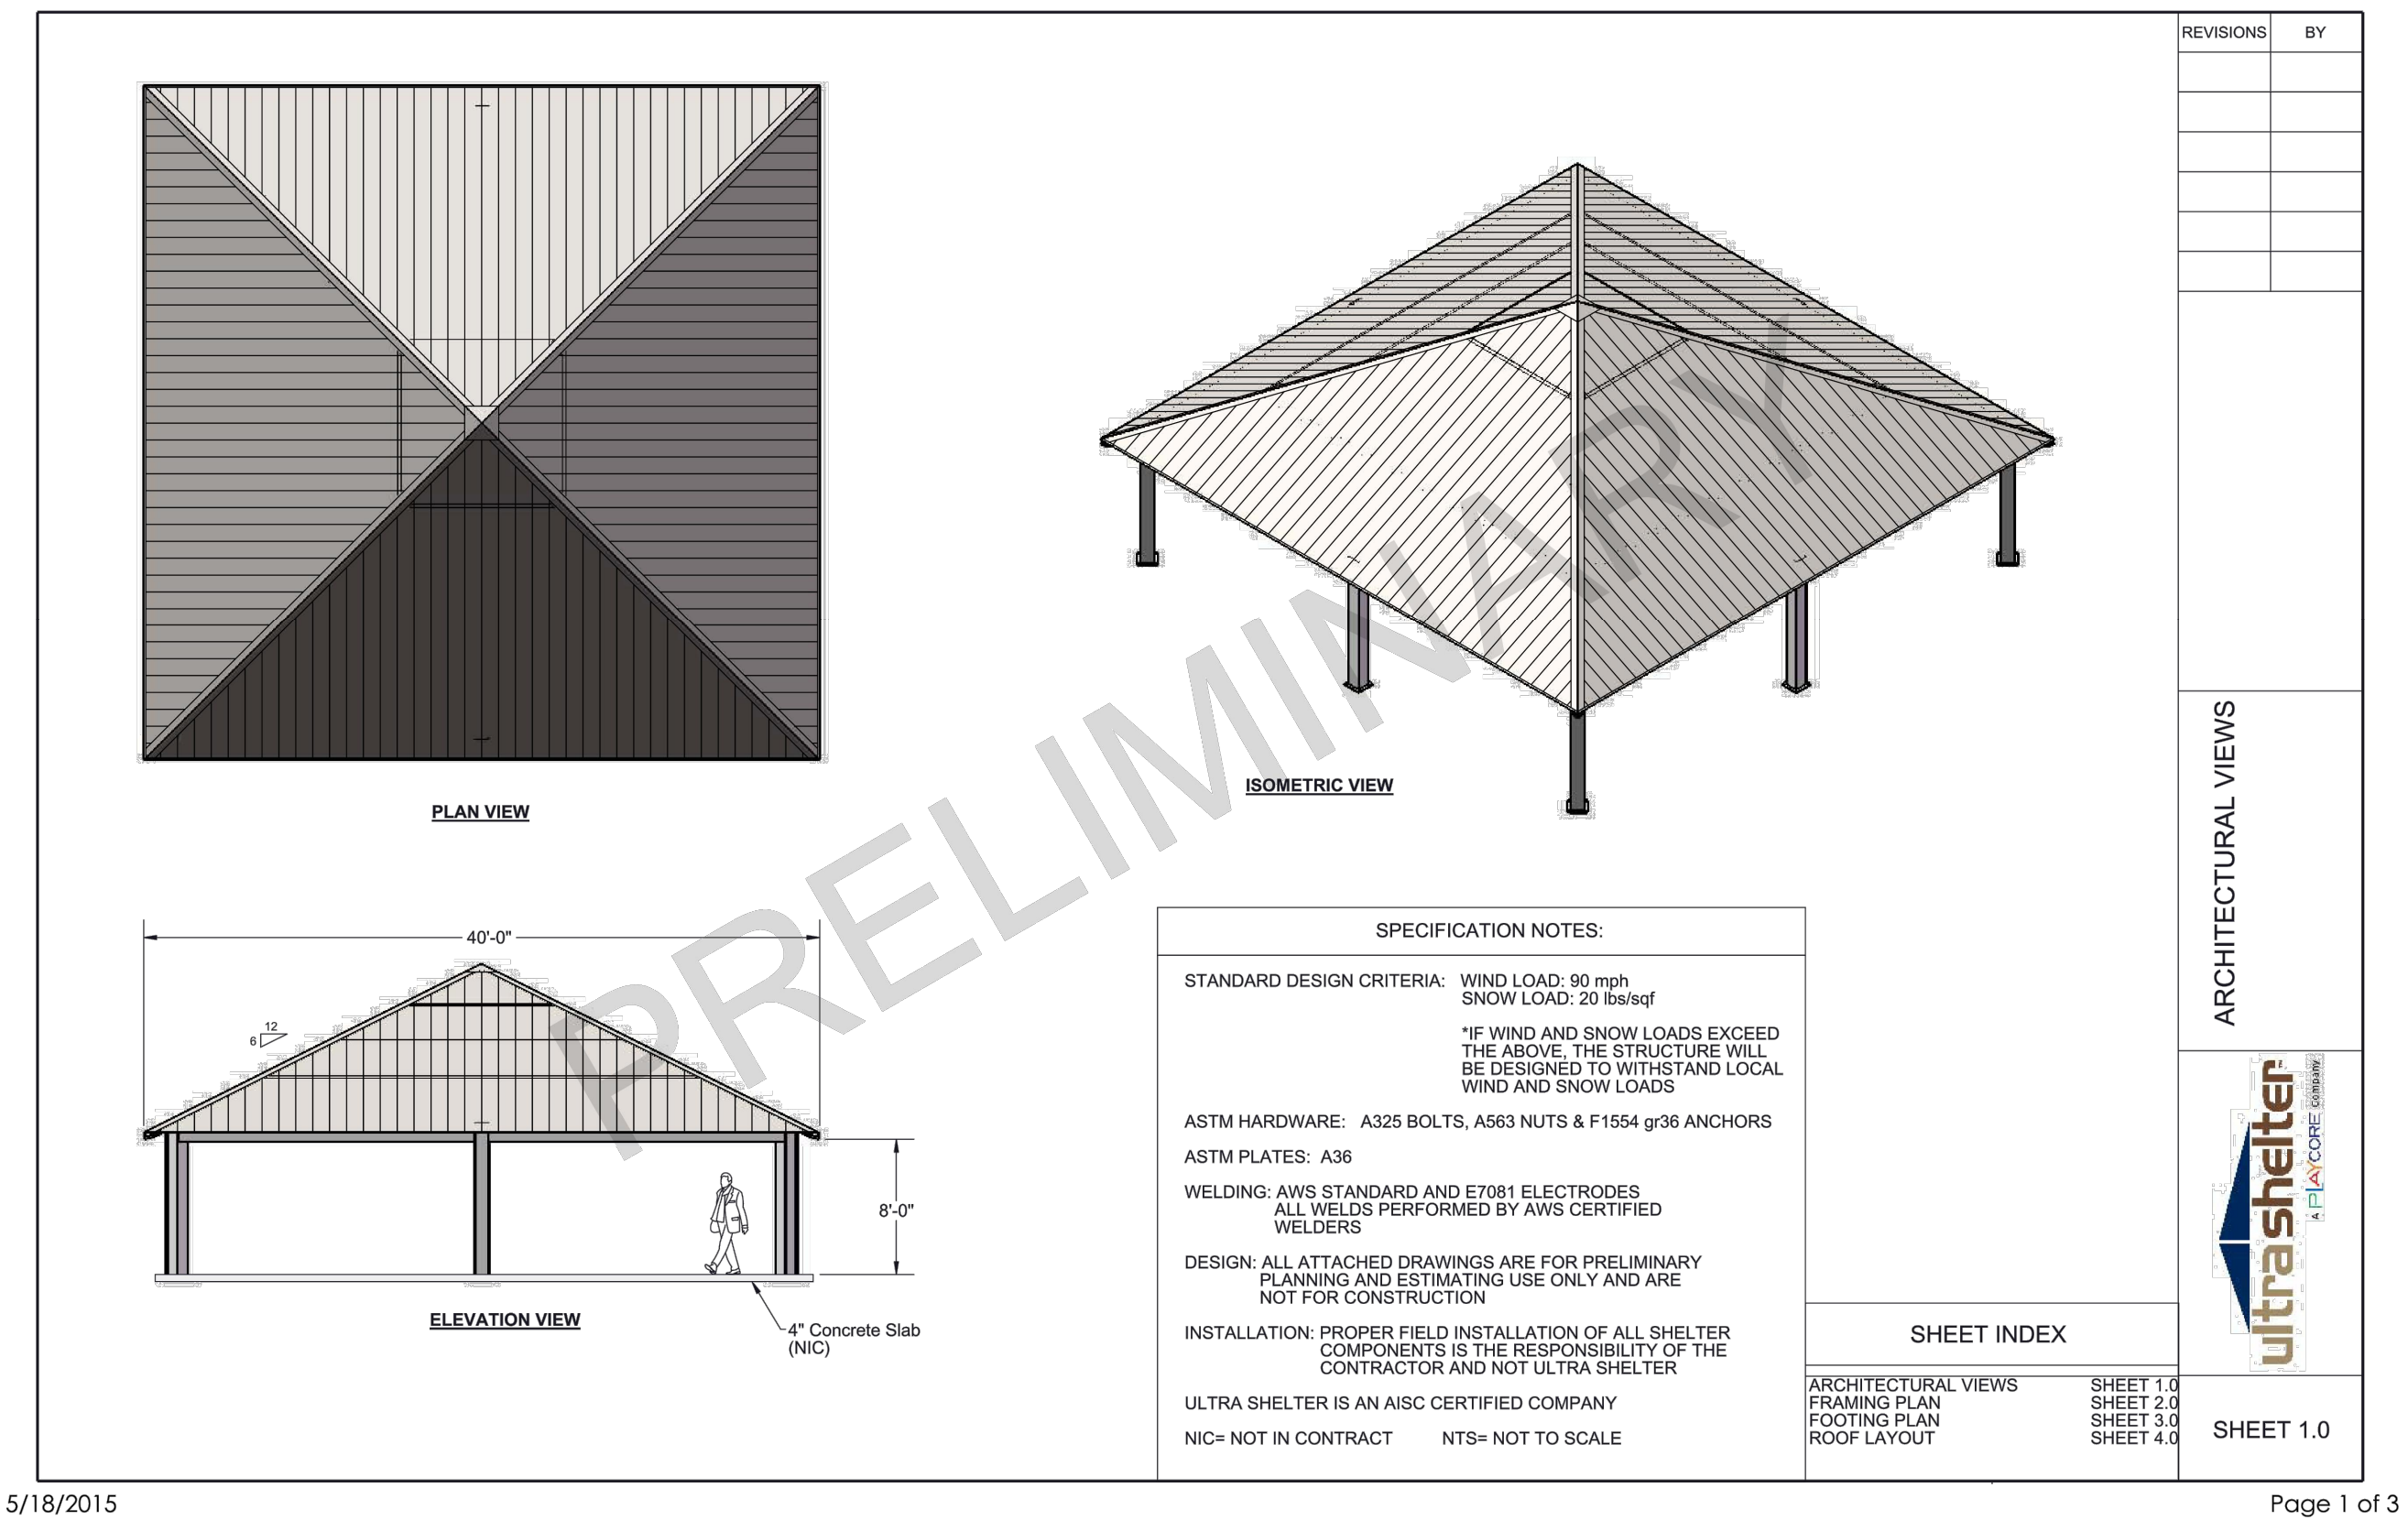 REVISIONS BY
PLAN VIEW
ISOMETRIC VIEW
PRELIMINARY
40'-0"
12
6
8'-0"
ELEVATION VIEW
4" Concrete Slab
(NIC)
SPECIFICATION NOTES:
STANDARD DESIGN CRITERIA: WIND LOAD: 90 mph
SNOW LOAD: 20 lbs/sqf
*IF WIND AND SNOW LOADS EXCEED
THE ABOVE, THE STRUCTURE WILL
BE DESIGNED TO WITHSTAND LOCAL
WIND AND SNOW LOADS
ASTM HARDWARE: A325 BOLTS, A563 NUTS & F1554 gr36 ANCHORS
ASTM PLATES: A36
WELDING: AWS STANDARD AND E7081 ELECTRODES
ALL WELDS PERFORMED BY AWS CERTIFIED
WELDERS
DESIGN: ALL ATTACHED DRAWINGS ARE FOR PRELIMINARY
PLANNING AND ESTIMATING USE ONLY AND ARE
NOT FOR CONSTRUCTION
INSTALLATION: PROPER FIELD INSTALLATION OF ALL SHELTER
COMPONENTS IS THE RESPONSIBILITY OF THE
CONTRACTOR AND NOT ULTRA SHELTER
ULTRA SHELTER IS AN AISC CERTIFIED COMPANY
NIC= NOT IN CONTRACT NTS= NOT TO SCALE
SHEET INDEX
ARCHITECTURAL VIEWS SHEET 1.0
FRAMING PLAN SHEET 2.0
FOOTING PLAN SHEET 3.0
ROOF LAYOUT SHEET 4.0
ARCHITECTURAL VIEWS
ultrashelter
A PLAYCORE Company
SHEET 1.0
5/18/2015
Page 1 of 3